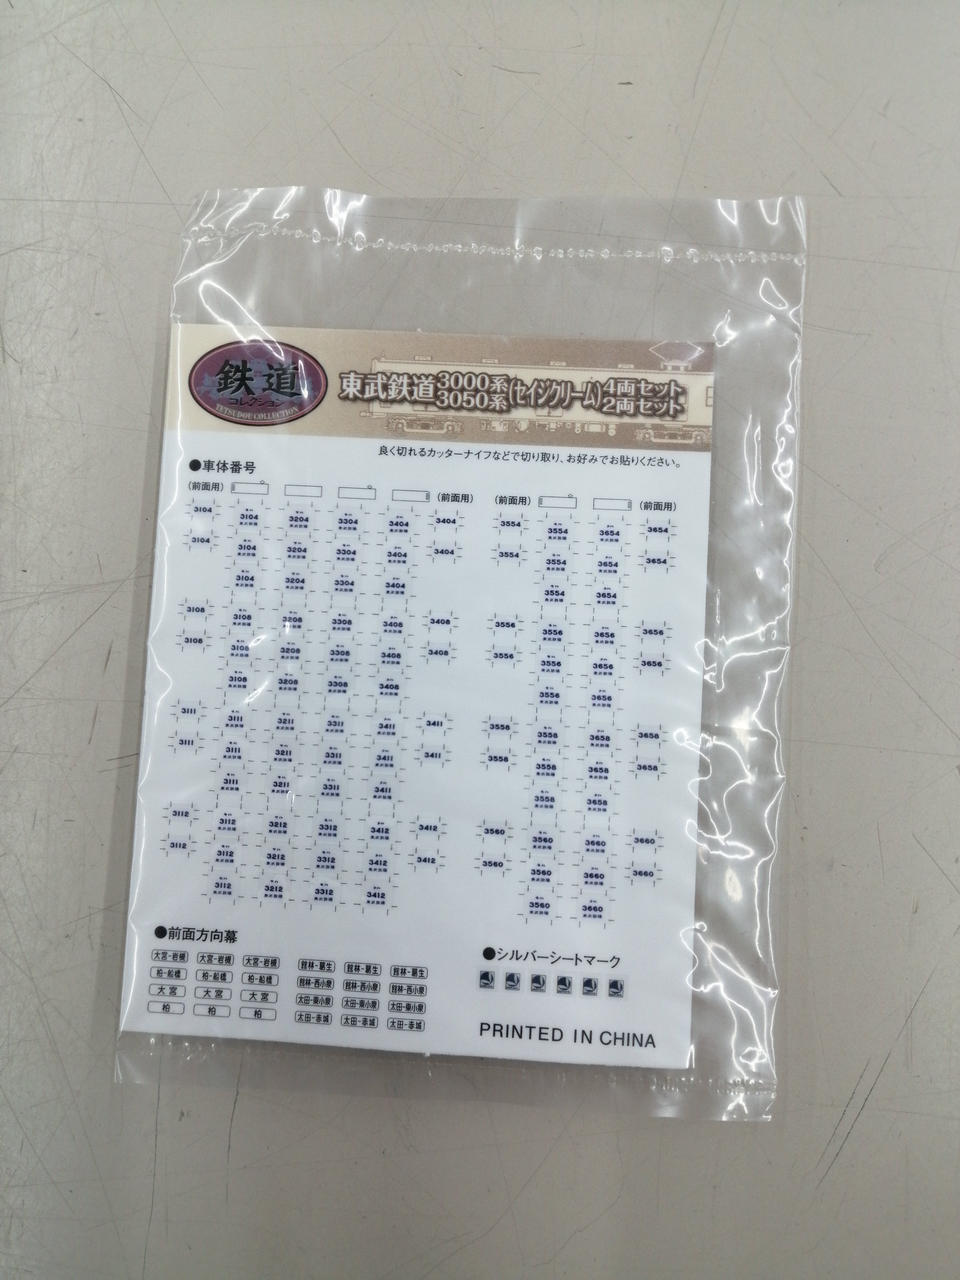 鉄道
コレクション
TETSUDOU COLLECTION
東武鉄道 3000系 3050系 (セイジクリーム) 4両セット 2両セット
良く切れるカッターナイフなどで切り取り、お好みでお貼りください。
●車体番号
(前面用) (前面用) (前面用) (前面用)
3104 3104 3204 3304 3404 3404 3554 3554 3654 3654
3104 3104 3204 3304 3404 3404 3554 3554 3654 3654
3104 3204 3304 3404 3554 3654
3108 3108 3208 3308 3408 3408 3556 3556 3656 3656
3108 3108 3208 3308 3408 3408 3556 3556 3656 3656
3108 3208 3308 3408 3556 3656
3111 3111 3211 3311 3411 3411 3558 3558 3658 3658
3111 3111 3211 3311 3411 3411 3558 3558 3658 3658
3111 3211 3311 3411 3558 3658
3112 3112 3212 3312 3412 3412 3560 3560 3660 3660
3112 3112 3212 3312 3412 3412 3560 3560 3660 3660
3112 3212 3312 3412 3560 3660
●前面方向幕
大宮-岩槻 大宮-岩槻 大宮-岩槻 館林-葛生 館林-葛生 館林-葛生
柏-船橋 柏-船橋 柏-船橋 館林-西小泉 館林-西小泉 館林-西小泉
大宮 大宮 大宮 太田-東小泉 太田-東小泉 太田-東小泉
柏 柏 柏 太田-赤城 太田-赤城 太田-赤城
●シルバーシートマーク
PRINTED IN CHINA